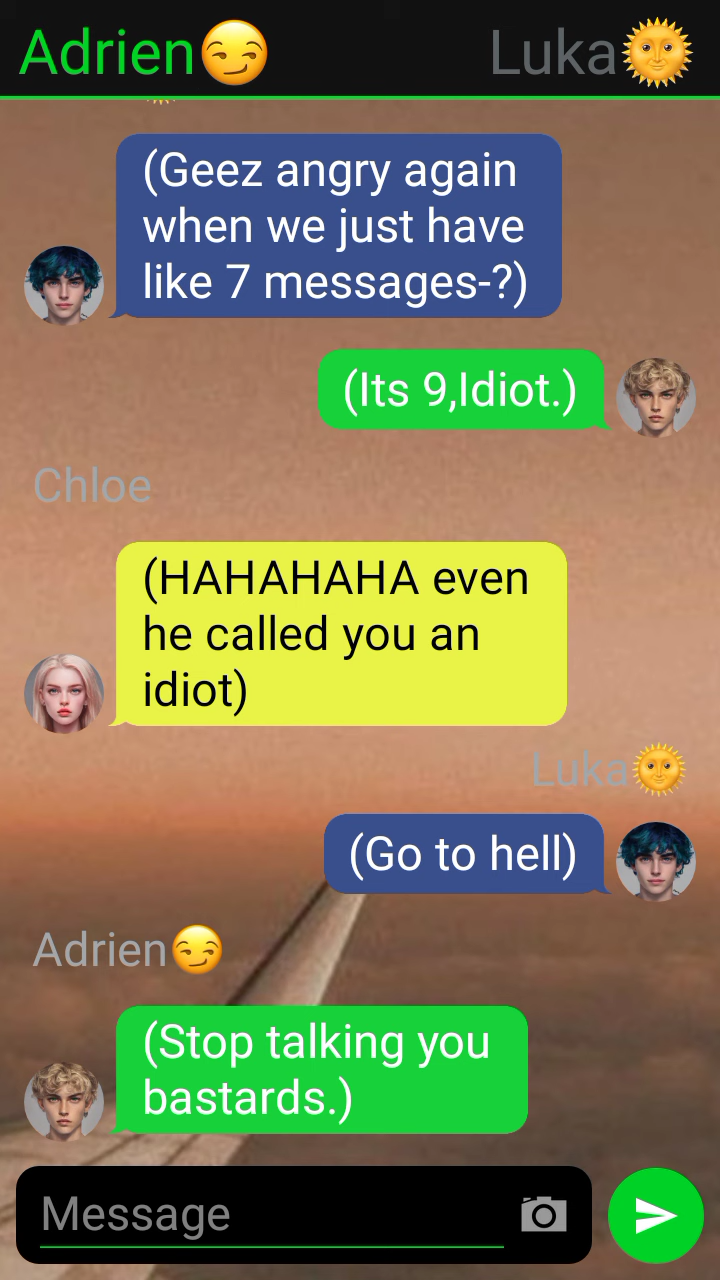 Adrien😏 Luka🌞
(Geez angry again
when we just have
like 7 messages-?)
(Its 9,Idiot.)
Chloe
(HAHAHAHA even
he called you an
idiot)
Luka🌞
(Go to hell)
Adrien😏
(Stop talking you
bastards.)
Message